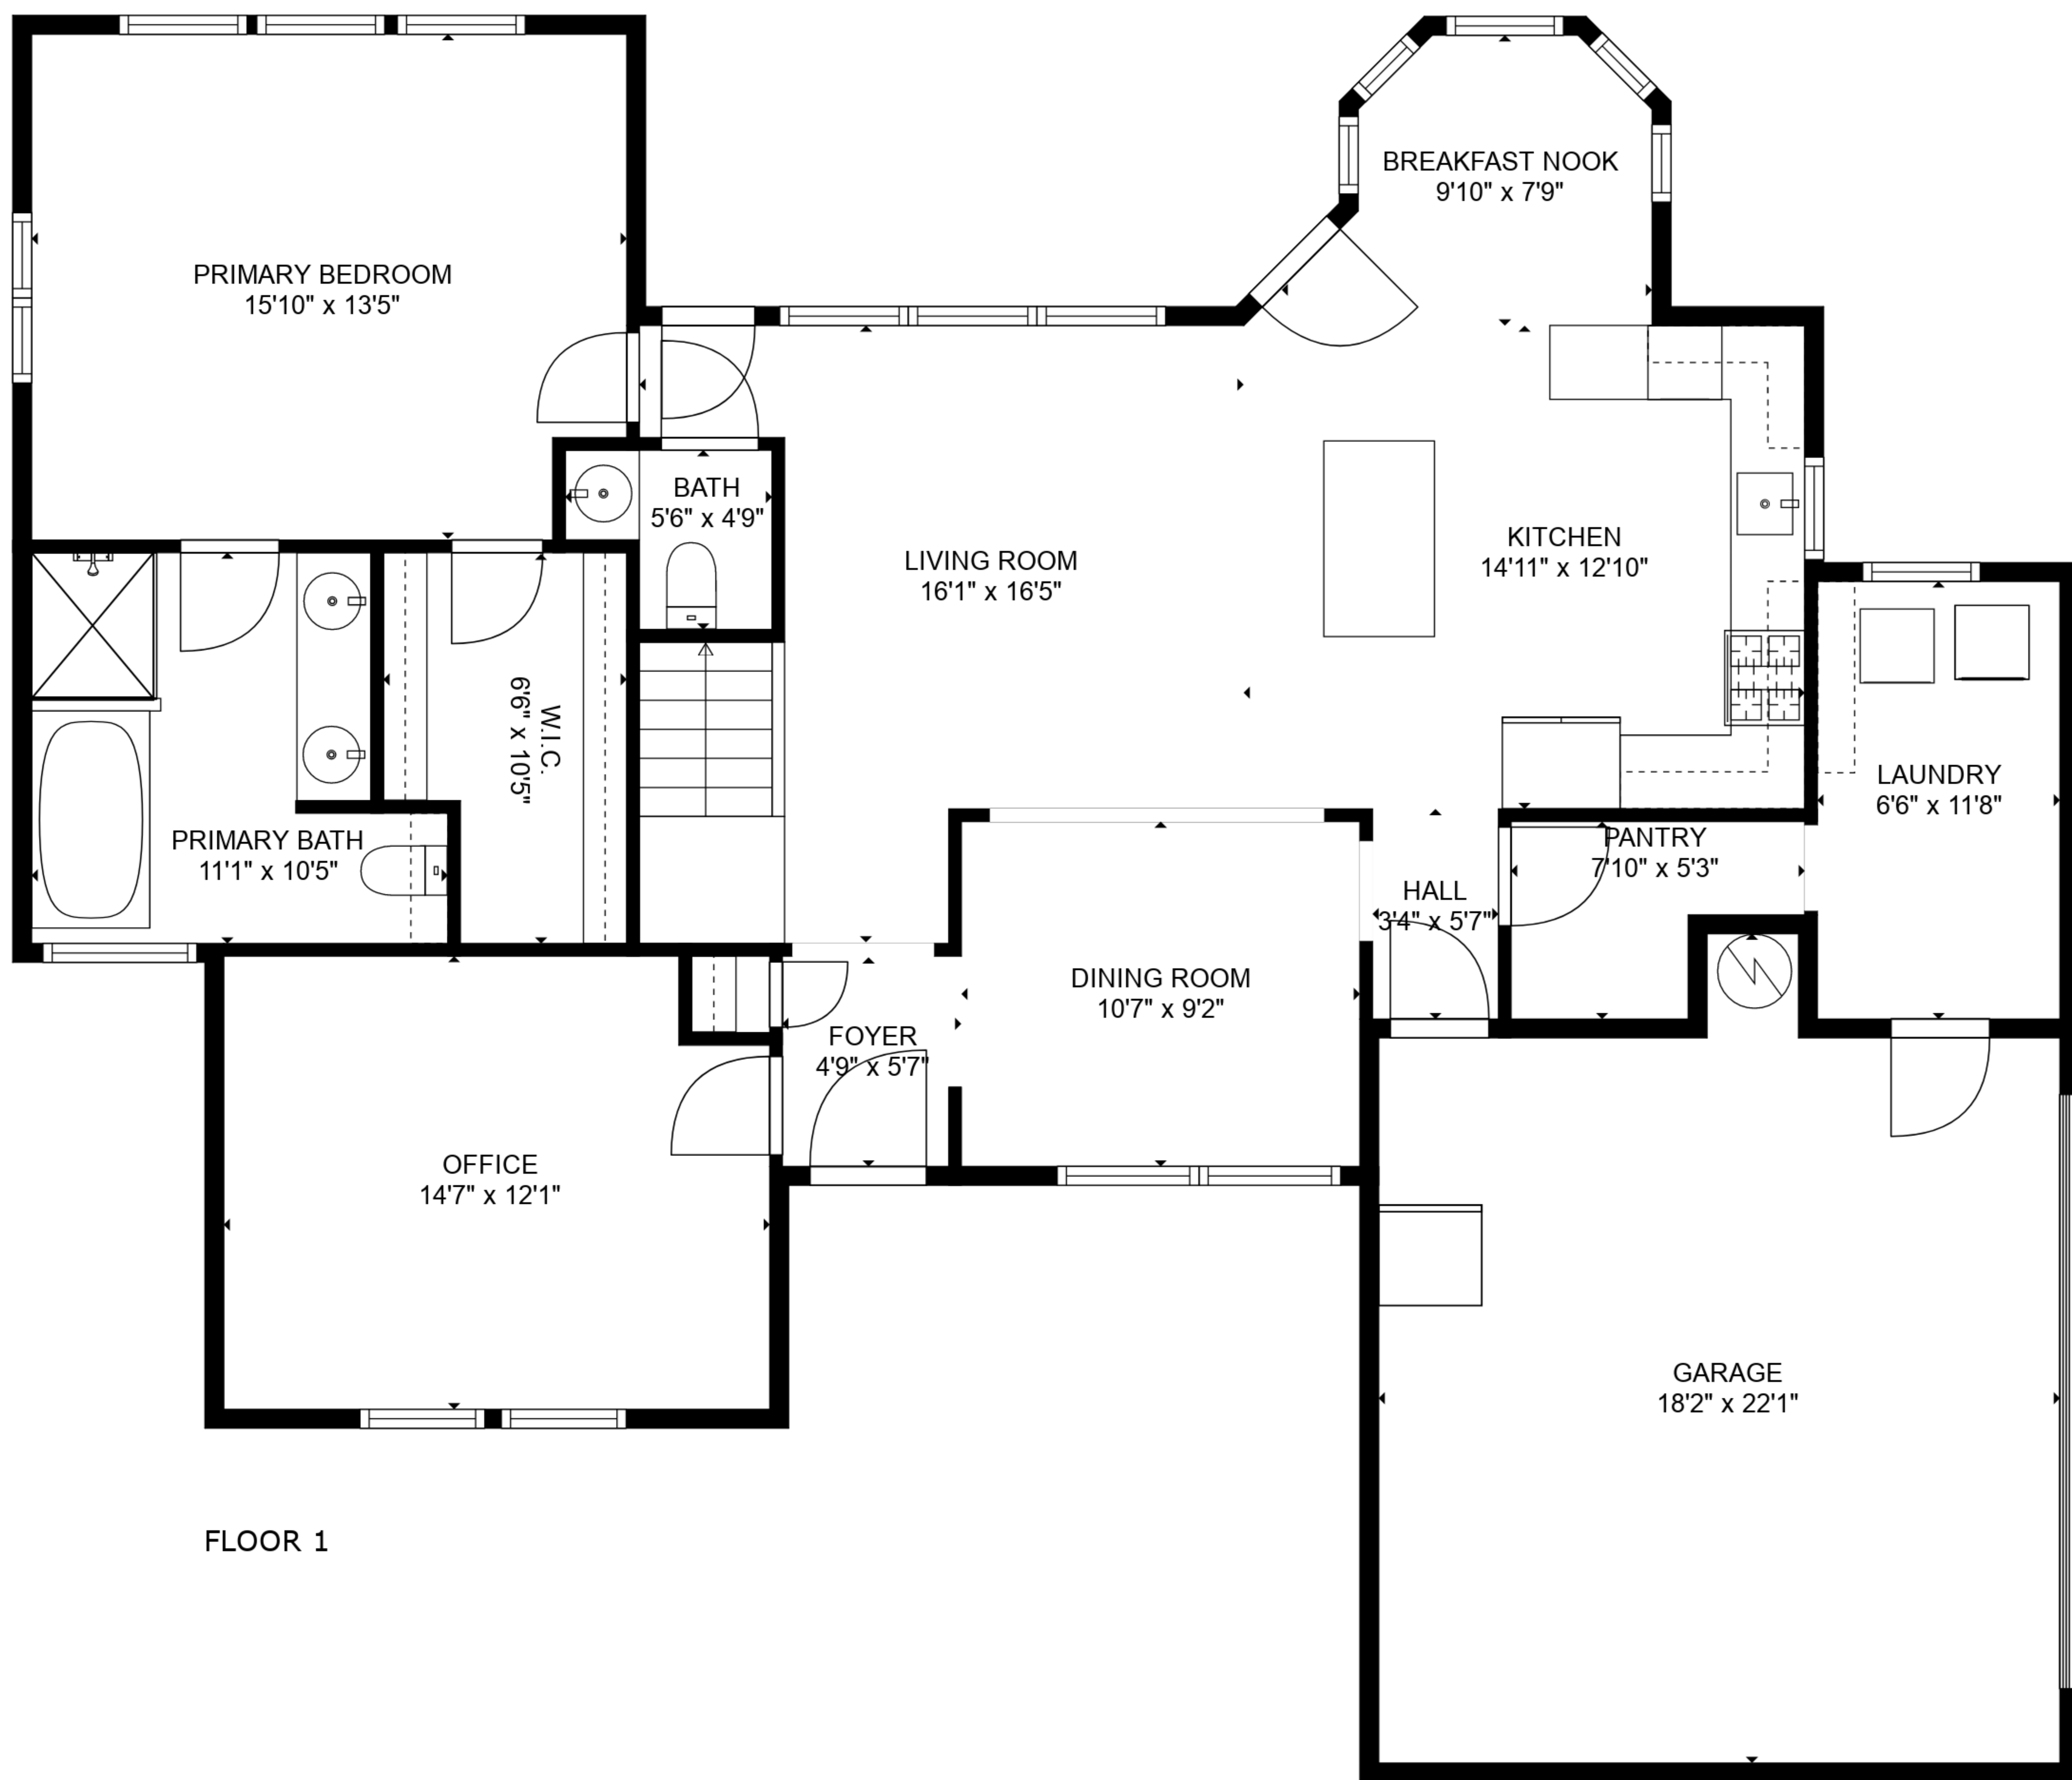 BREAKFAST NOOK
9'10" x 7'9"
PRIMARY BEDROOM
15'10" x 13'5"
BATH
5'6" x 4'9"
LIVING ROOM
16'1" x 16'5"
KITCHEN
14'11" x 12'10"
W.I.C.
6'6" x 10'5"
LAUNDRY
6'6" x 11'8"
PRIMARY BATH
11'1" x 10'5"
PANTRY
7'10" x 5'3"
HALL
3'4" x 5'7"
DINING ROOM
10'7" x 9'2"
FOYER
4'9" x 5'7"
OFFICE
14'7" x 12'1"
GARAGE
18'2" x 22'1"
FLOOR 1